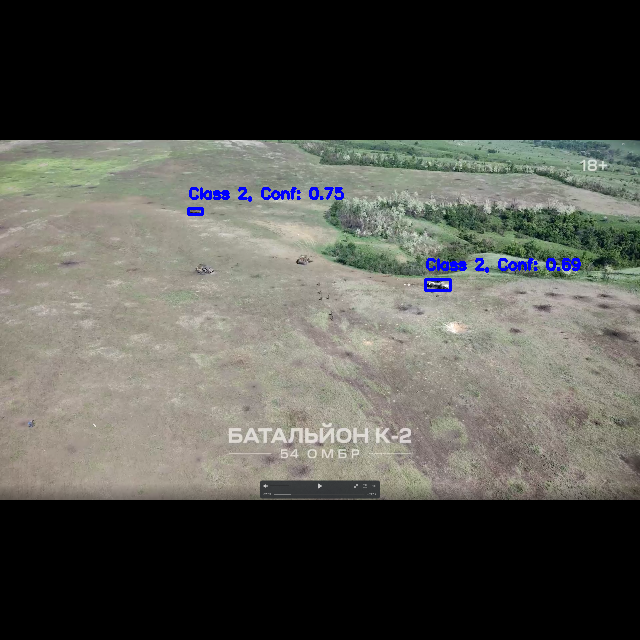 18+
Class 2, Conf: 0.75
Class 2, Conf: 0.69
БАТАЛЬЙОН К-2
54 ОМБР